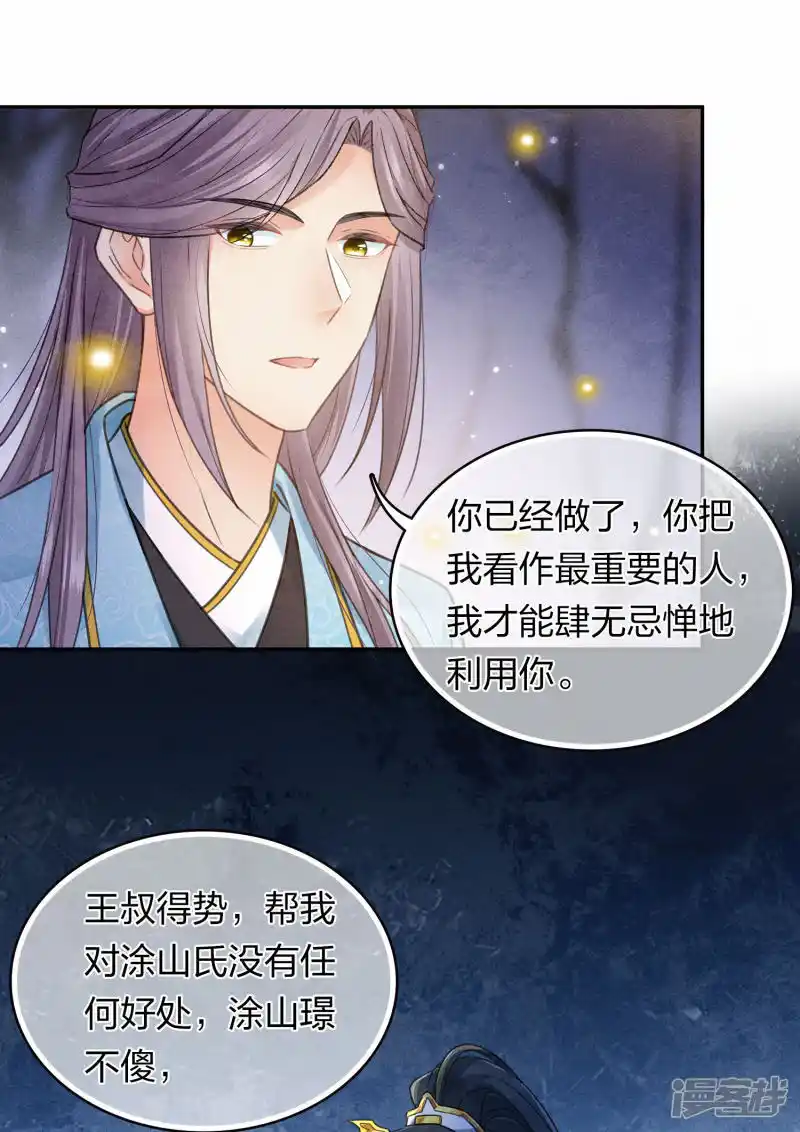 你已经做了，你把
我看作最重要的人，
我才能肆无忌惮地
利用你。
王叔得势，帮我
对涂山氏没有任
何好处，涂山璟
不傻，
漫客栈